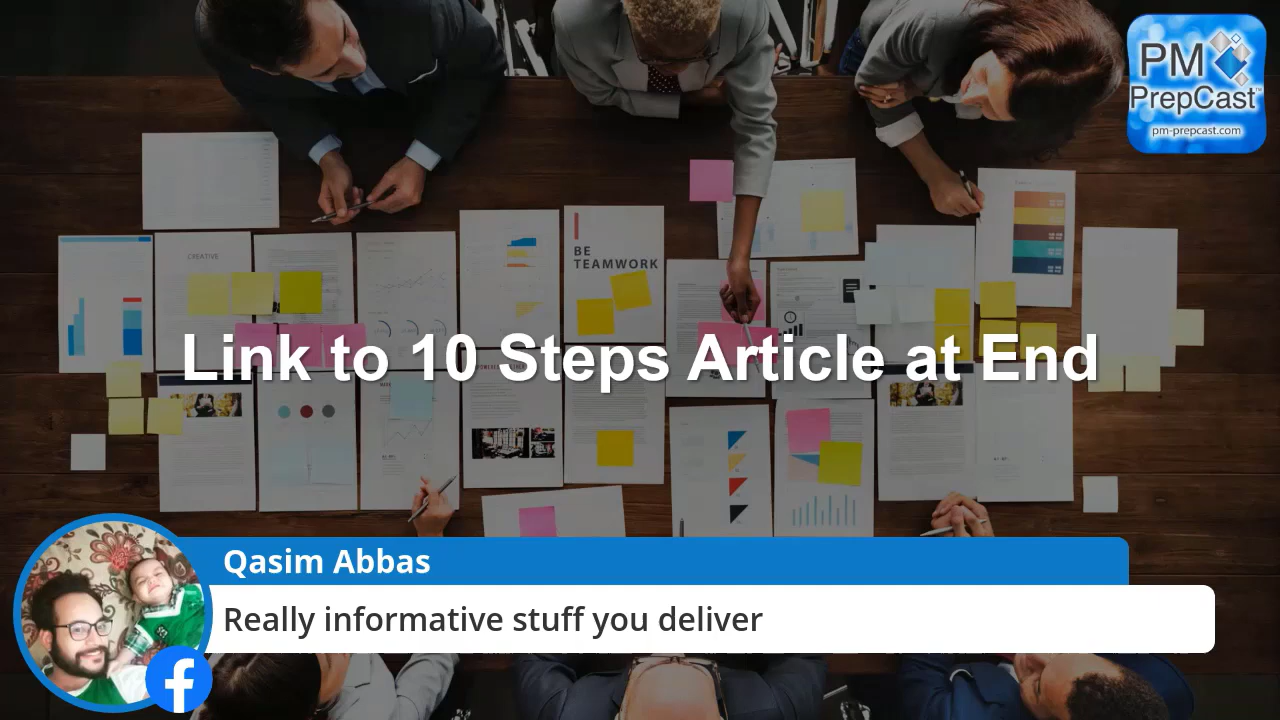 PM
PrepCast™
pm-prepcast.com
CREATIVE
BE
TEAMWORK
Link to 10 Steps Article at End
Qasim Abbas
Really informative stuff you deliver